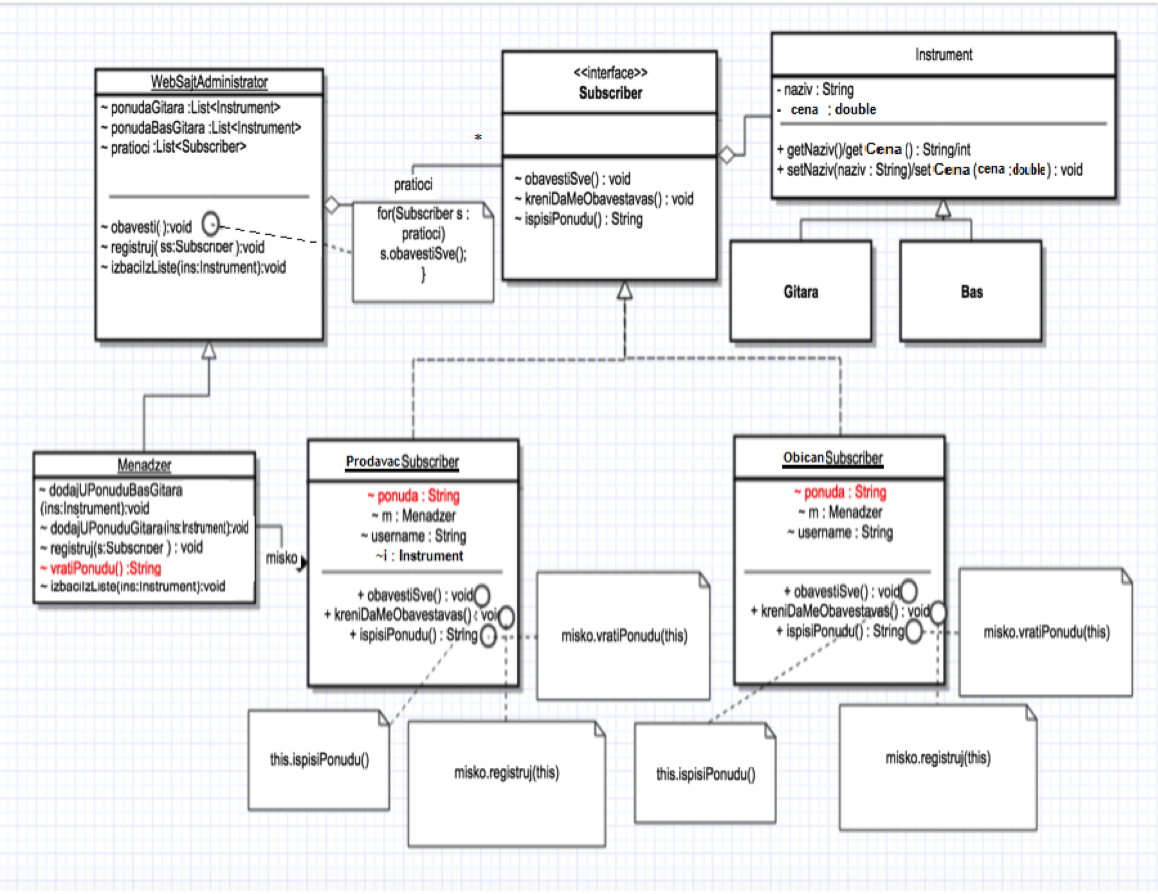 WebSajtAdministrator
~ ponudaGitara :List<Instrument>
~ ponudaBasGitara :List<Instrument>
~ pratioci :List<Subscriber>
~ obavesti( ):void
~ registruj( ss:Subscriber ):void
~ izbaciIzListe(ins:Instrument):void
*
pratioci
for(Subscriber s :
pratioci)
s.obavestiSve();
}
<<interface>>
Subscriber
~ obavestiSve() : void
~ kreniDaMeObavestavas() : void
~ ispisiPonudu() : String
Instrument
- naziv : String
- cena : double
+ getNaziv()/get Cena () : String/int
+ setNaziv(naziv : String)/set Cena (cena :double) : void
Gitara
Bas
Menadzer
~ dodajUPonuduBasGitara
(ins:Instrument):void
~ dodajUPonuduGitara(ins:Instrument):void
~ registruj(s:Subscriber ) : void
~ vratiPonudu() :String
~ izbaciIzListe(ins:Instrument):void
misko
ProdavacSubscriber
~ ponuda : String
~ m : Menadzer
~ username : String
~i : Instrument
+ obavestiSve() : void
+ kreniDaMeObavestavas() : void
+ ispisiPonudu() : String
misko.vratiPonudu(this)
this.ispisiPonudu()
misko.registruj(this)
ObicanSubscriber
~ ponuda : String
~ m : Menadzer
~ username : String
+ obavestiSve() : void
+ kreniDaMeObavestavas() : void
+ ispisiPonudu() : String
misko.vratiPonudu(this)
this.ispisiPonudu()
misko.registruj(this)